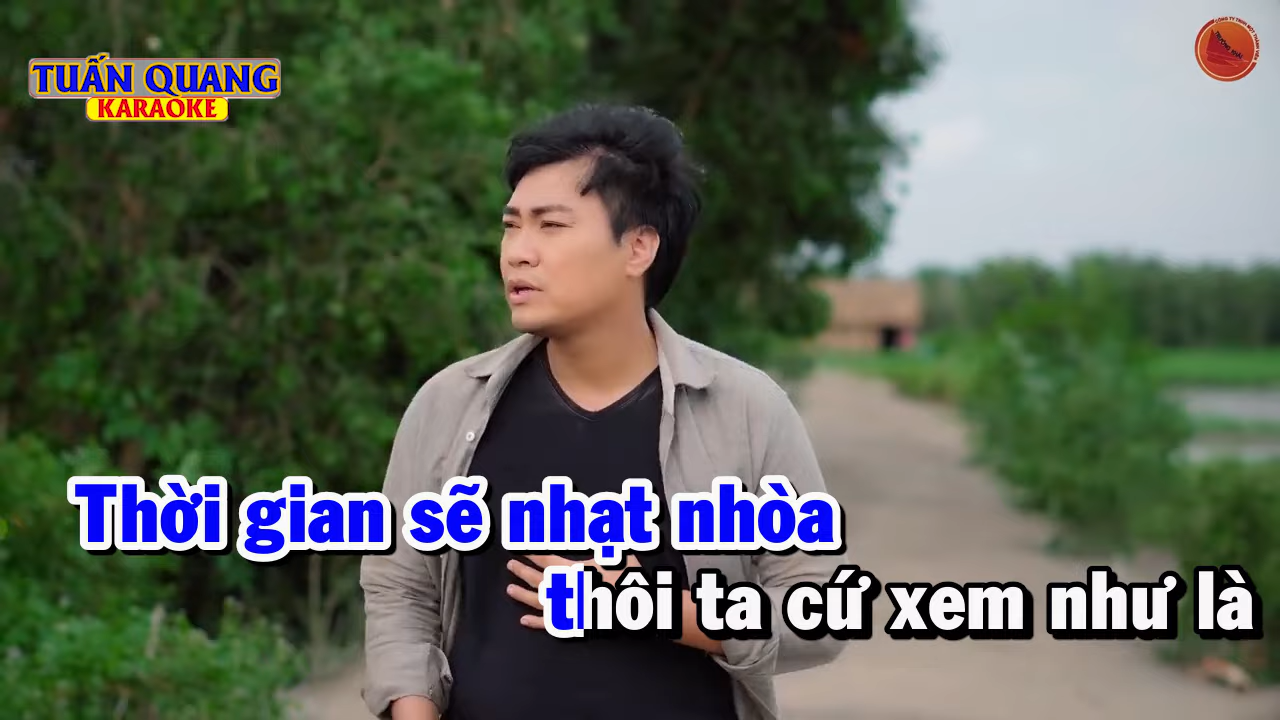 TUẤN QUANG
KARAOKE
Thời gian sẽ nhạt nhòa
thôi ta cứ xem như là